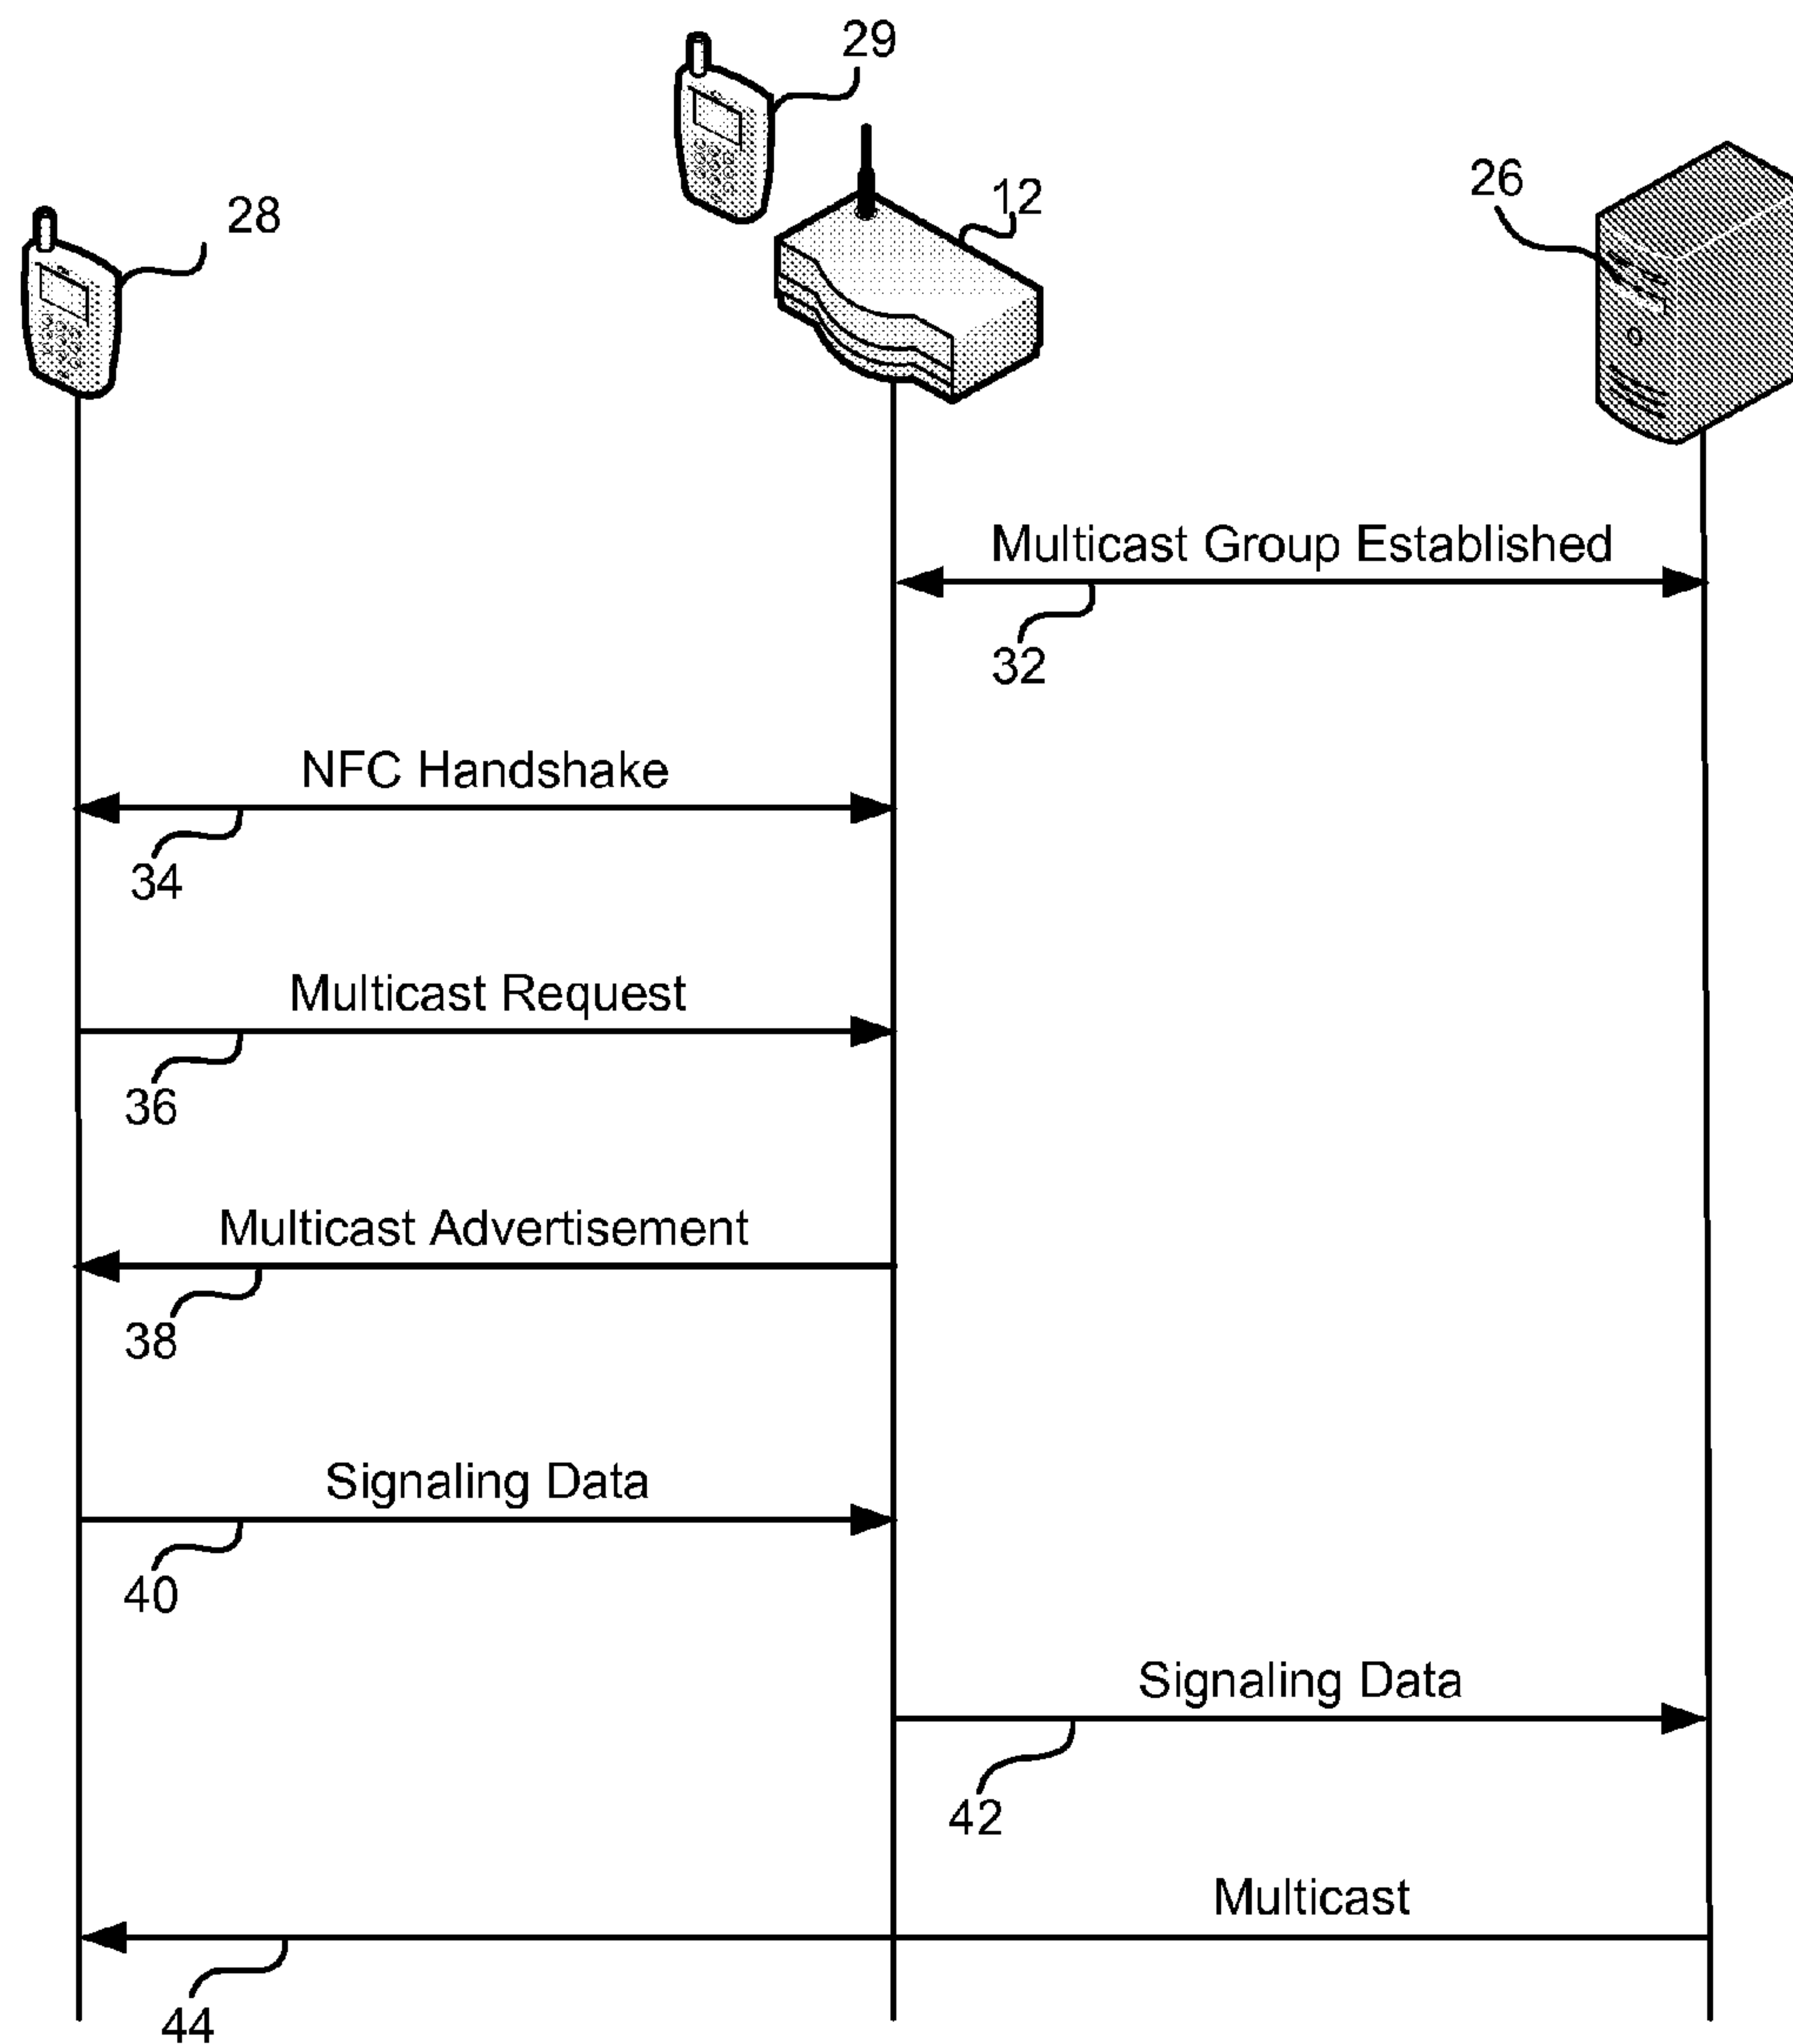 29
28
12
26
Multicast Group Established
32
NFC Handshake
34
Multicast Request
36
Multicast Advertisement
38
Signaling Data
40
Signaling Data
42
Multicast
44